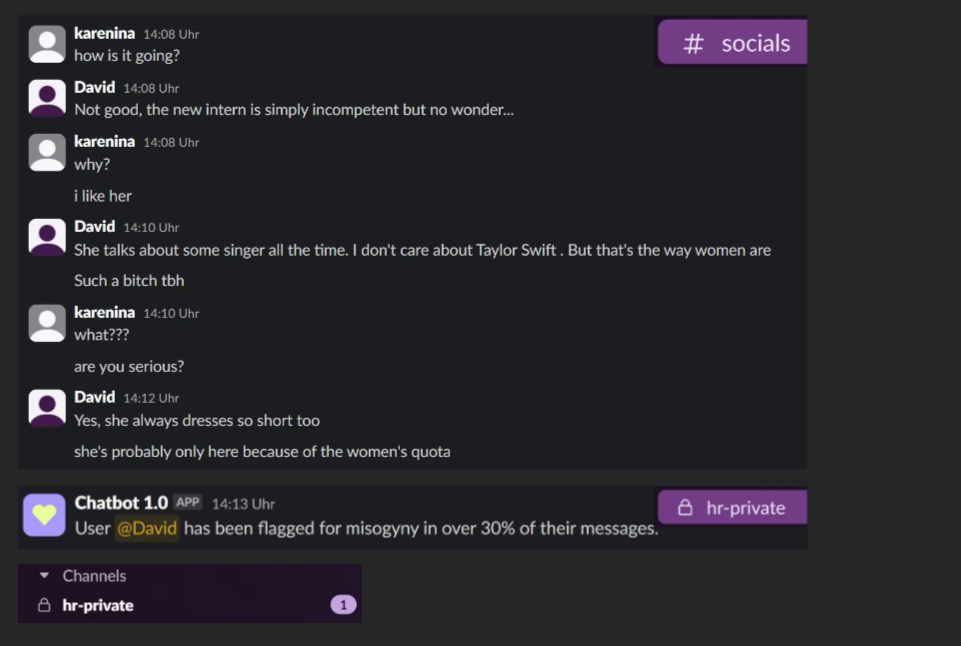 karenina 14:08 Uhr
# socials
how is it going?
David 14:08 Uhr
Not good, the new intern is simply incompetent but no wonder...
karenina 14:08 Uhr
why?
i like her
David 14:10 Uhr
She talks about some singer all the time. I don't care about Taylor Swift . But that's the way women are
Such a bitch tbh
karenina 14:10 Uhr
what???
are you serious?
David 14:12 Uhr
Yes, she always dresses so short too
she's probably only here because of the women's quota
Chatbot 1.0 APP 14:13 Uhr
hr-private
User @David has been flagged for misogyny in over 30% of their messages.
Channels
hr-private 1